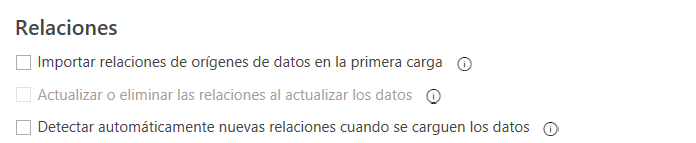 Relaciones
Importar relaciones de orígenes de datos en la primera carga
Actualizar o eliminar las relaciones al actualizar los datos
Detectar automáticamente nuevas relaciones cuando se carguen los datos